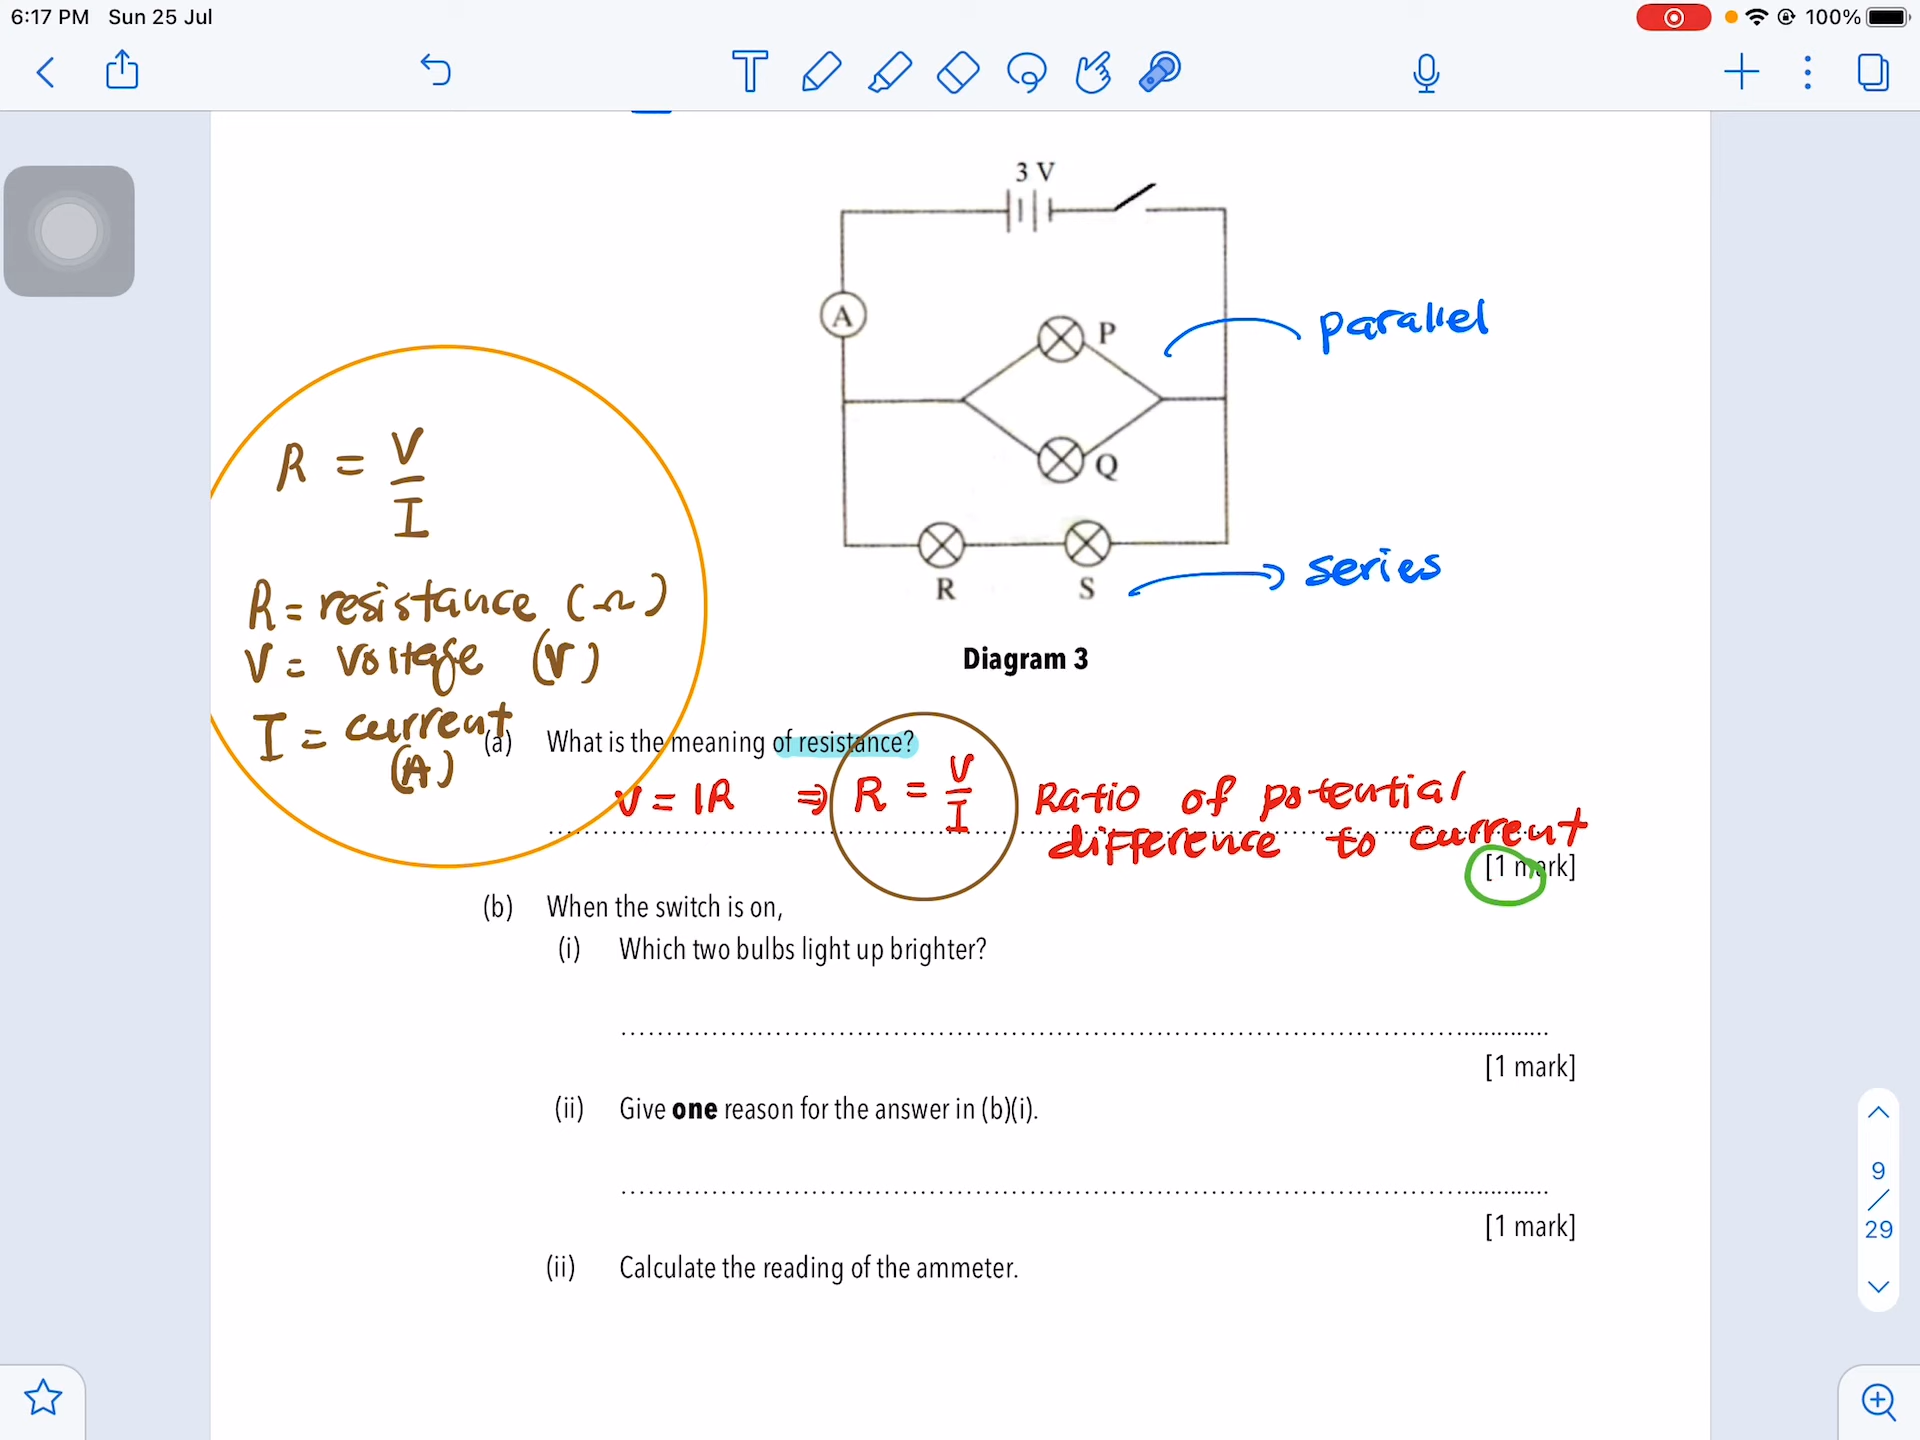 6:17 PM Sun 25 Jul
100%
3 V
A
P
parallel
Q
R S
series
Diagram 3
R = V/I
R = resistance (Ω)
V = voltage (V)
I = current
(A)
(a) What is the meaning of resistance?
V = IR ⇒ R = V/I Ratio of potential
difference to current
[1 mark]
(b) When the switch is on,
(i) Which two bulbs light up brighter?
[1 mark]
(ii) Give one reason for the answer in (b)(i).
[1 mark]
(ii) Calculate the reading of the ammeter.
9
/
29